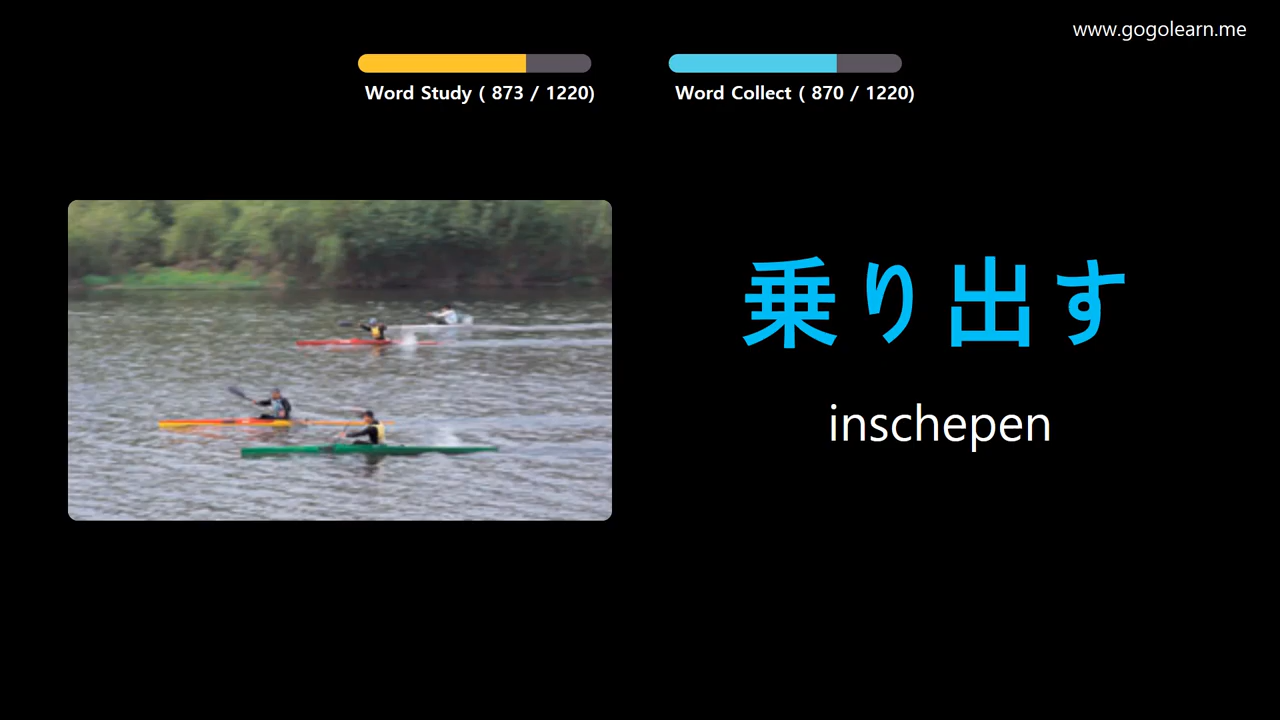 www.gogolearn.me
Word Study ( 873 / 1220)
Word Collect ( 870 / 1220)
乗り出す
inschepen